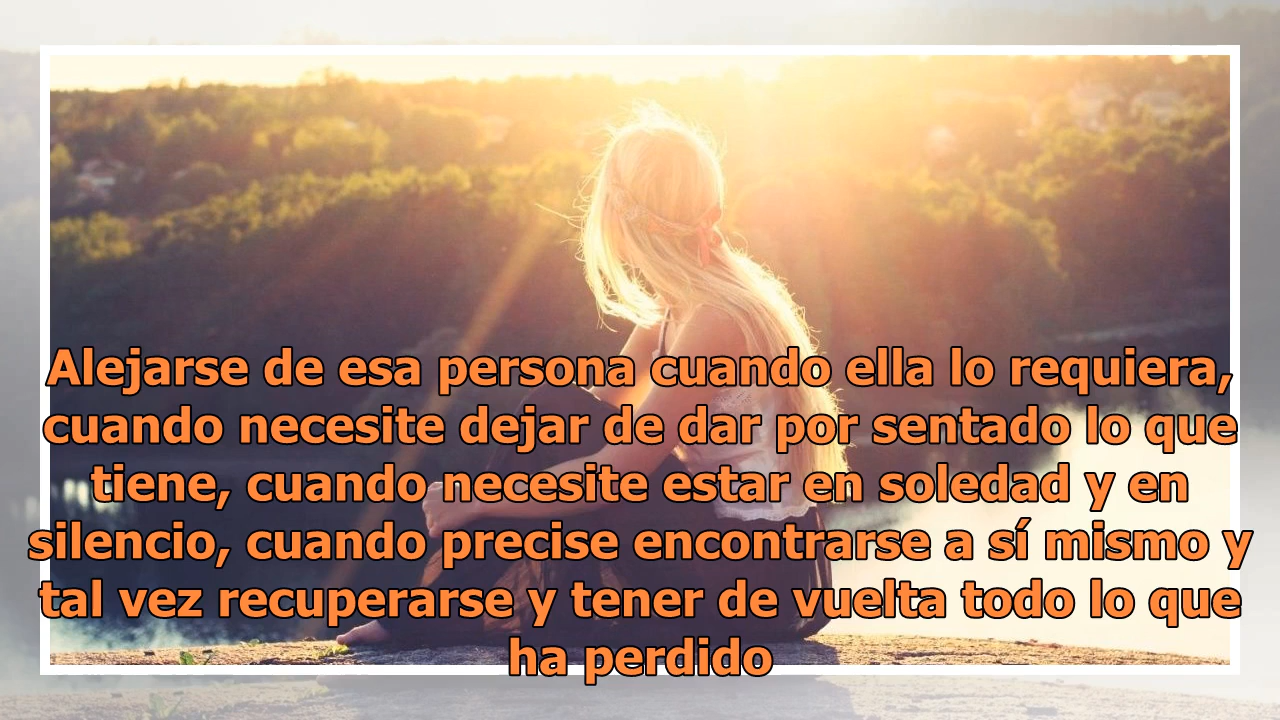 Alejarse de esa persona cuando ella lo requiera,
cuando necesite dejar de dar por sentado lo que
tiene, cuando necesite estar en soledad y en
silencio, cuando precise encontrarse a sí mismo y
tal vez recuperarse y tener de vuelta todo lo que
ha perdido